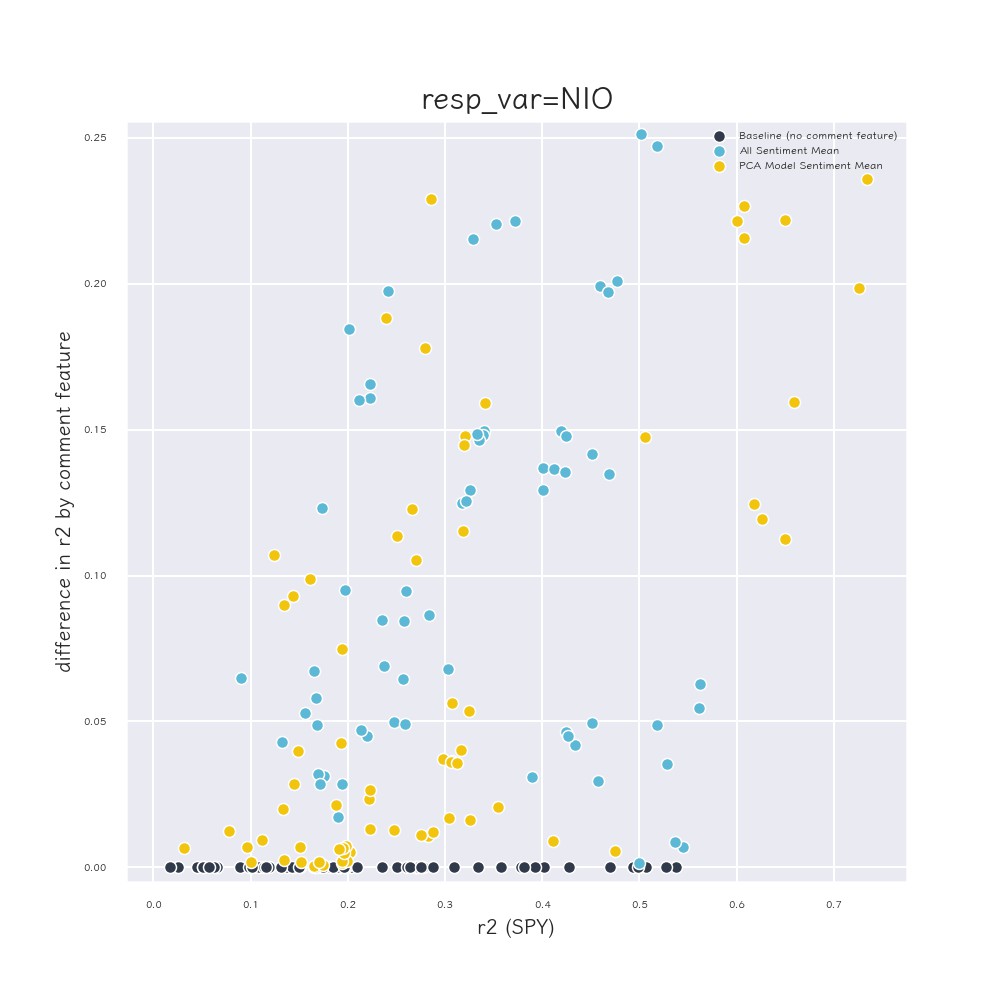 resp_var=NIO
Baseline (no comment feature)
All Sentiment Mean
PCA Model Sentiment Mean
difference in r2 by comment feature
0.25
0.20
0.15
0.10
0.05
0.00
0.0 0.1 0.2 0.3 0.4 0.5 0.6 0.7
r2 (SPY)